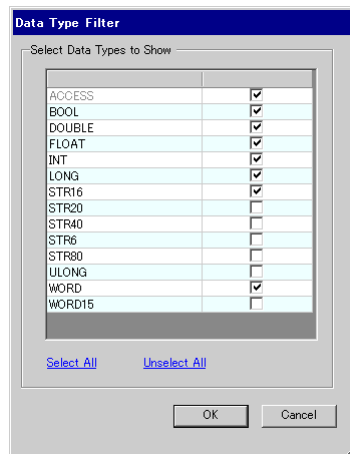 Data Type Filter
Select Data Types to Show
ACCESS
BOOL
DOUBLE
FLOAT
INT
LONG
STR16
STR20
STR40
STR6
STR80
ULONG
WORD
WORD15
Select All Unselect All
OK Cancel